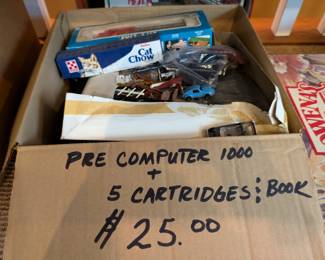 Cat
Chow
PRE COMPUTER 1000
+
5 CARTRIDGES & BOOK
$25.00